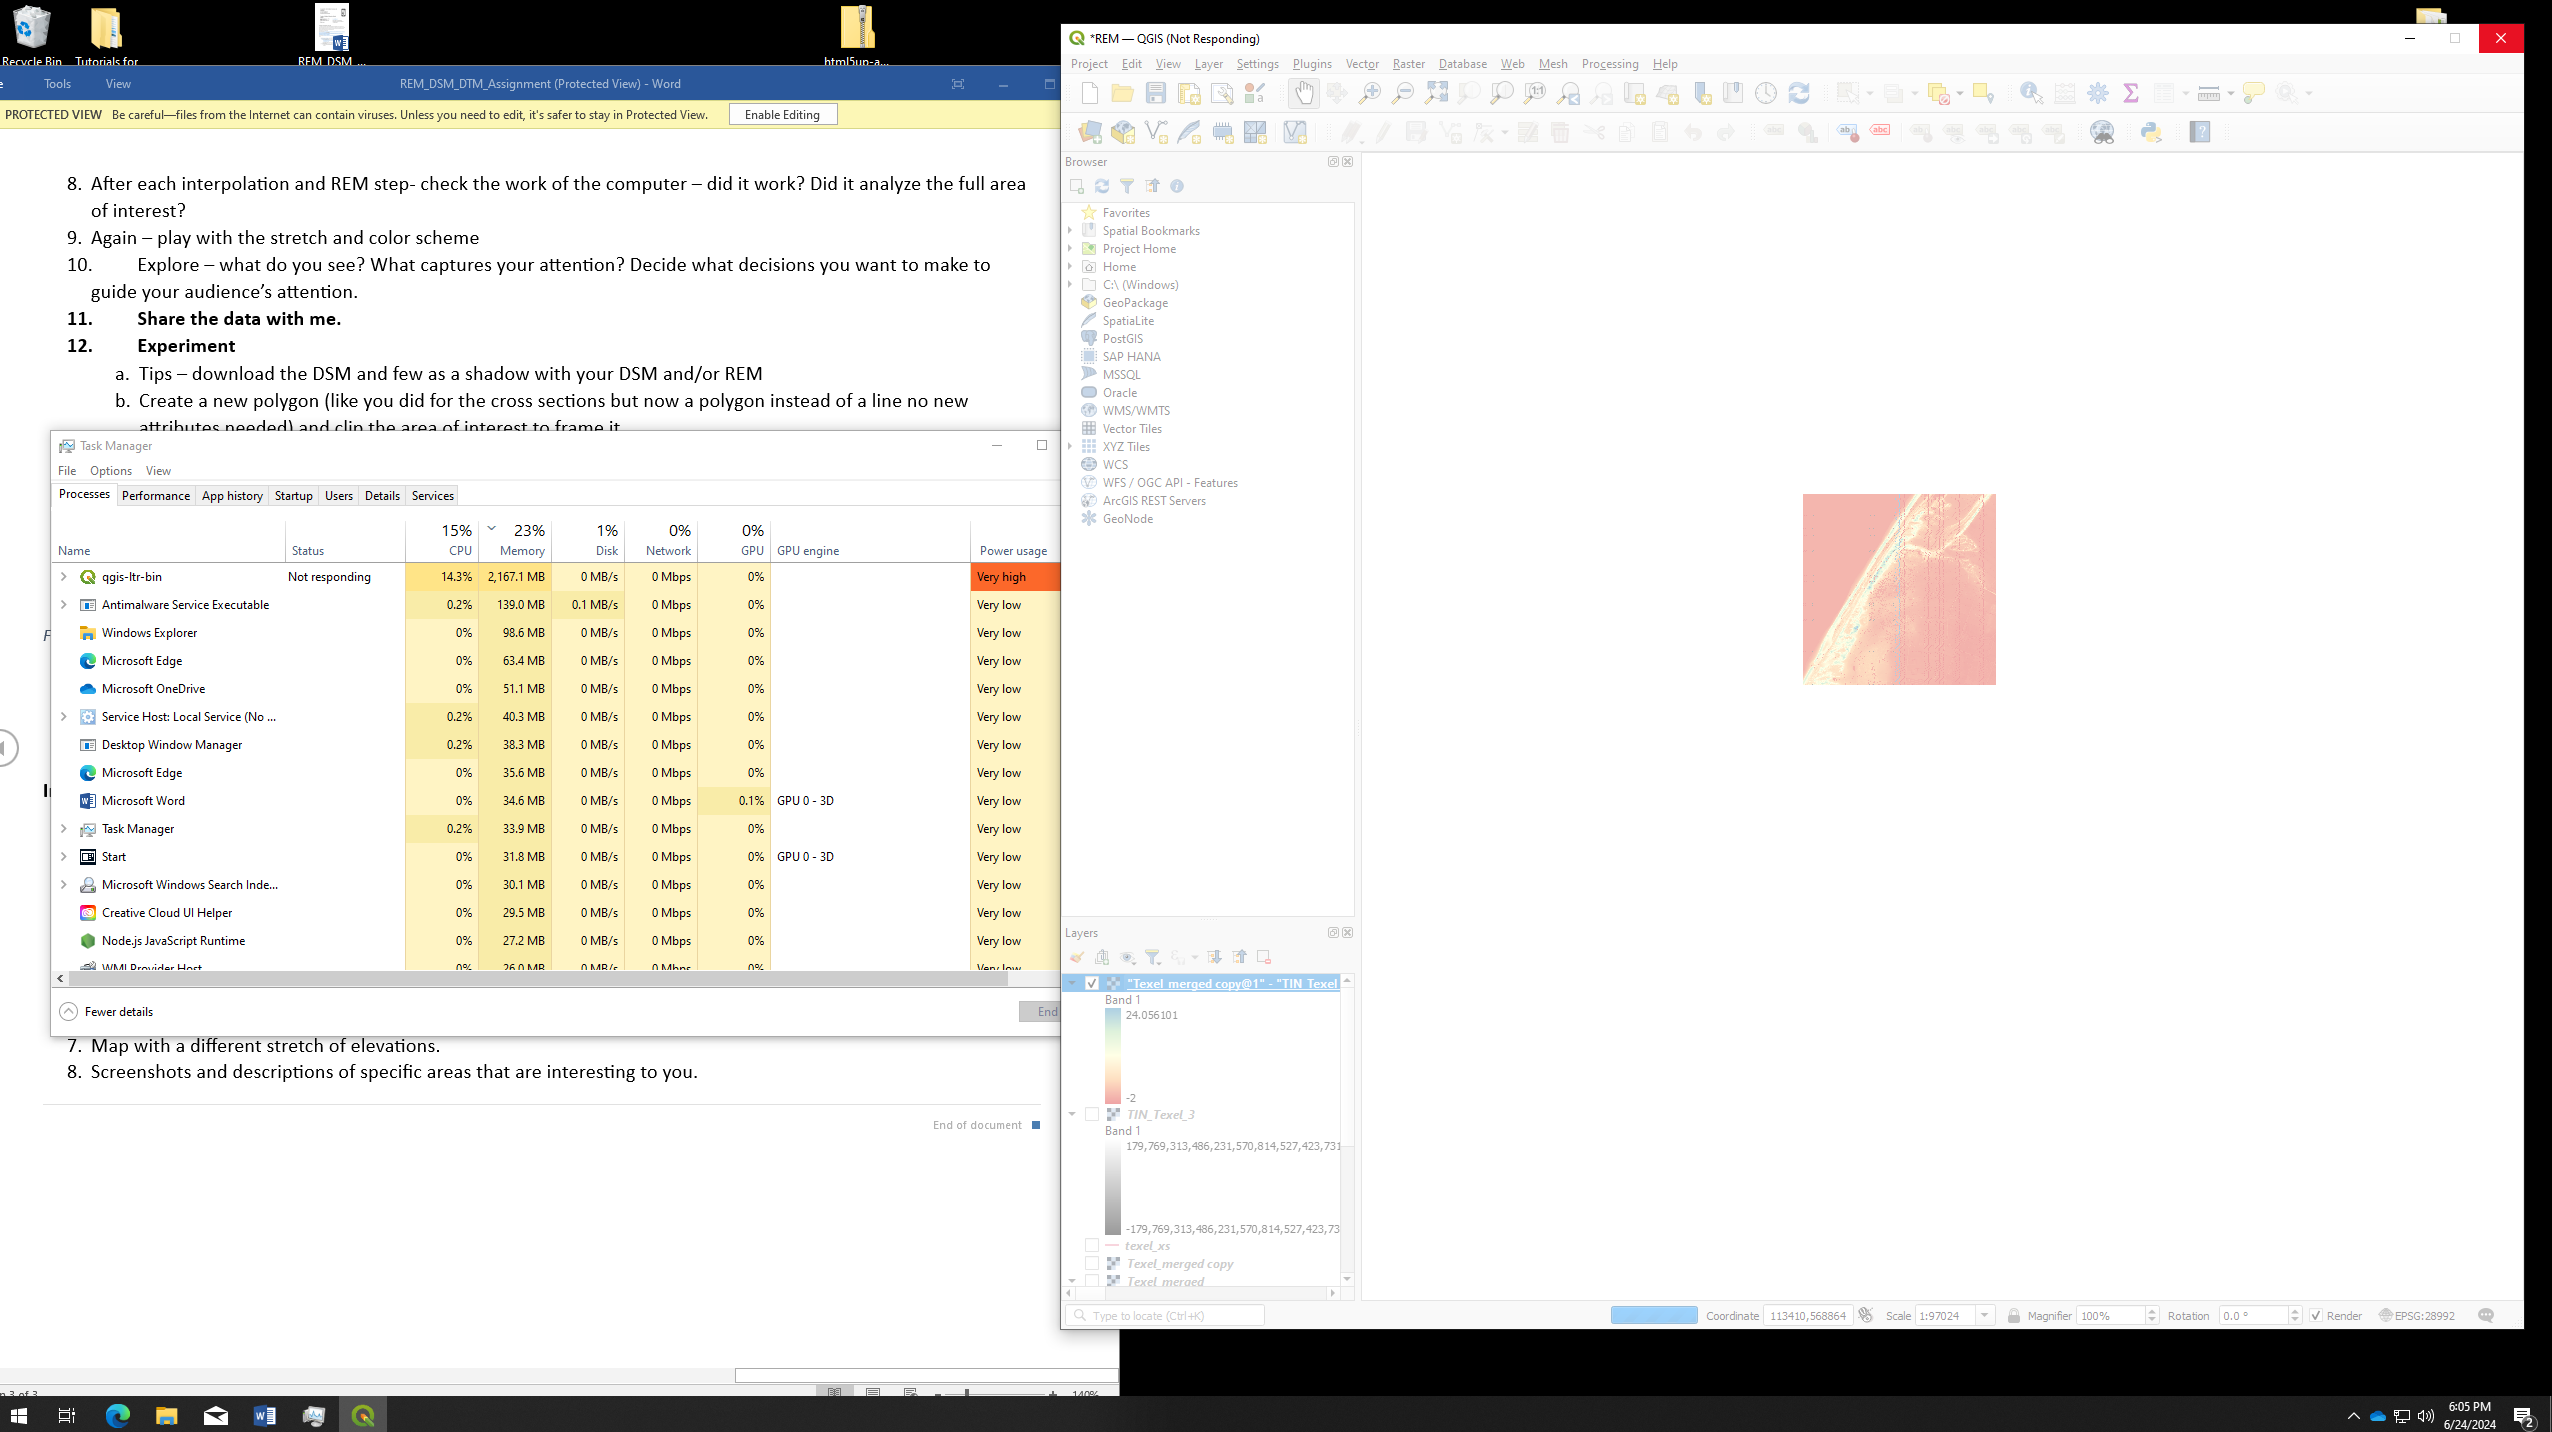 Recycle Bin
Tutorials for
REM_DSM_...
html5up-a...
Tools View REM_DSM_DTM_Assignment (Protected View) - Word
PROTECTED VIEW Be careful—files from the Internet can contain viruses. Unless you need to edit, it's safer to stay in Protected View. Enable Editing
8. After each interpolation and REM step- check the work of the computer – did it work? Did it analyze the full area
of interest?
9. Again – play with the stretch and color scheme
10. Explore – what do you see? What captures your attention? Decide what decisions you want to make to
guide your audience’s attention.
11. Share the data with me.
12. Experiment
a. Tips – download the DSM and few as a shadow with your DSM and/or REM
b. Create a new polygon (like you did for the cross sections but now a polygon instead of a line no new
attributes needed) and clip the area of interest to frame it
Task Manager
File Options View
Processes Performance App history Startup Users Details Services
15% 23% 1% 0% 0%
Name Status CPU Memory Disk Network GPU GPU engine Power usage
qgis-ltr-bin Not responding 14.3% 2,167.1 MB 0 MB/s 0 Mbps 0% Very high
Antimalware Service Executable 0.2% 139.0 MB 0.1 MB/s 0 Mbps 0% Very low
Windows Explorer 0% 98.6 MB 0 MB/s 0 Mbps 0% Very low
Microsoft Edge 0% 63.4 MB 0 MB/s 0 Mbps 0% Very low
Microsoft OneDrive 0% 51.1 MB 0 MB/s 0 Mbps 0% Very low
Service Host: Local Service (No ... 0.2% 40.3 MB 0 MB/s 0 Mbps 0% Very low
Desktop Window Manager 0.2% 38.3 MB 0 MB/s 0 Mbps 0% Very low
Microsoft Edge 0% 35.6 MB 0 MB/s 0 Mbps 0% Very low
Microsoft Word 0% 34.6 MB 0 MB/s 0 Mbps 0.1% GPU 0 - 3D Very low
Task Manager 0.2% 33.9 MB 0 MB/s 0 Mbps 0% Very low
Start 0% 31.8 MB 0 MB/s 0 Mbps 0% GPU 0 - 3D Very low
Microsoft Windows Search Inde... 0% 30.1 MB 0 MB/s 0 Mbps 0% Very low
Creative Cloud UI Helper 0% 29.5 MB 0 MB/s 0 Mbps 0% Very low
Node.js JavaScript Runtime 0% 27.2 MB 0 MB/s 0 Mbps 0% Very low
WMI Provider Host 0% 26.0 MB 0 MB/s 0 Mbps 0% Very low
Fewer details End
7. Map with a different stretch of elevations.
8. Screenshots and descriptions of specific areas that are interesting to you.
End of document
3 of 3 140%
*REM — QGIS (Not Responding)
Project Edit View Layer Settings Plugins Vector Raster Database Web Mesh Processing Help
Browser
Favorites
Spatial Bookmarks
Project Home
Home
C:\ (Windows)
GeoPackage
SpatiaLite
PostGIS
SAP HANA
MSSQL
Oracle
WMS/WMTS
Vector Tiles
XYZ Tiles
WCS
WFS / OGC API - Features
ArcGIS REST Servers
GeoNode
Layers
"Texel_merged copy@1" - "TIN_Texel
Band 1
24.056101
-2
TIN_Texel_3
Band 1
179,769,313,486,231,570,814,527,423,731
-179,769,313,486,231,570,814,527,423,73
texel_xs
Texel_merged copy
Texel_merged
Type to locate (Ctrl+K) Coordinate 113410,568864 Scale 1:97024 Magnifier 100% Rotation 0.0 ° Render EPSG:28992
6:05 PM
6/24/2024
2